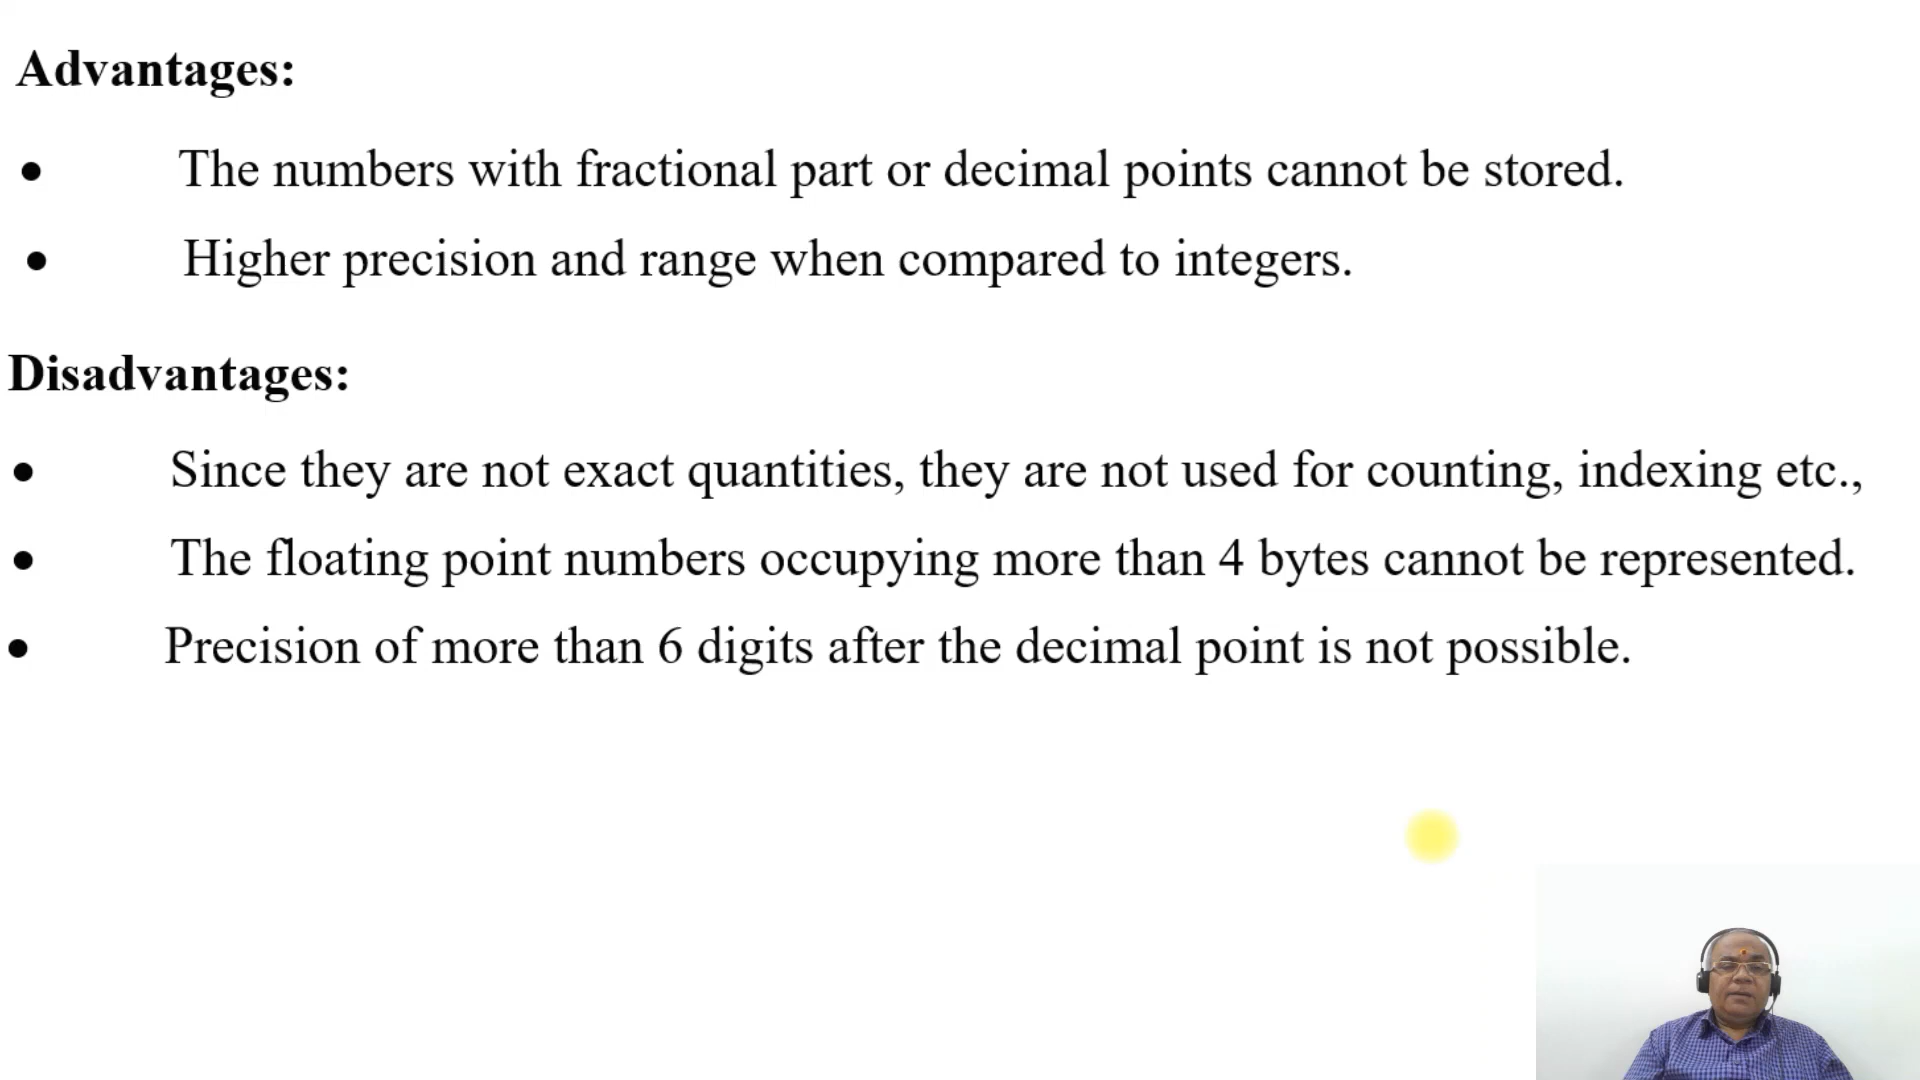 Advantages:
• The numbers with fractional part or decimal points cannot be stored.
• Higher precision and range when compared to integers.
Disadvantages:
• Since they are not exact quantities, they are not used for counting, indexing etc.,
• The floating point numbers occupying more than 4 bytes cannot be represented.
• Precision of more than 6 digits after the decimal point is not possible.